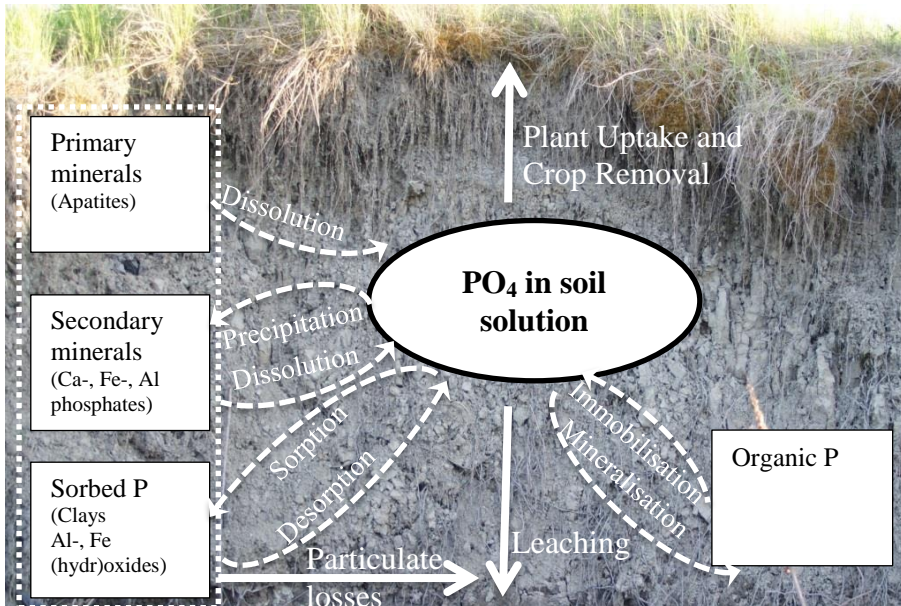 Primary
minerals
(Apatites)
Dissolution
Plant Uptake and
Crop Removal
PO₄ in soil
solution
Secondary
minerals
(Ca-, Fe-, Al
phosphates)
Precipitation
Dissolution
Sorption
Desorption
Immobilisation
Mineralisation
Organic P
Sorbed P
(Clays
Al-, Fe
(hydr)oxides)
Particulate
losses
Leaching